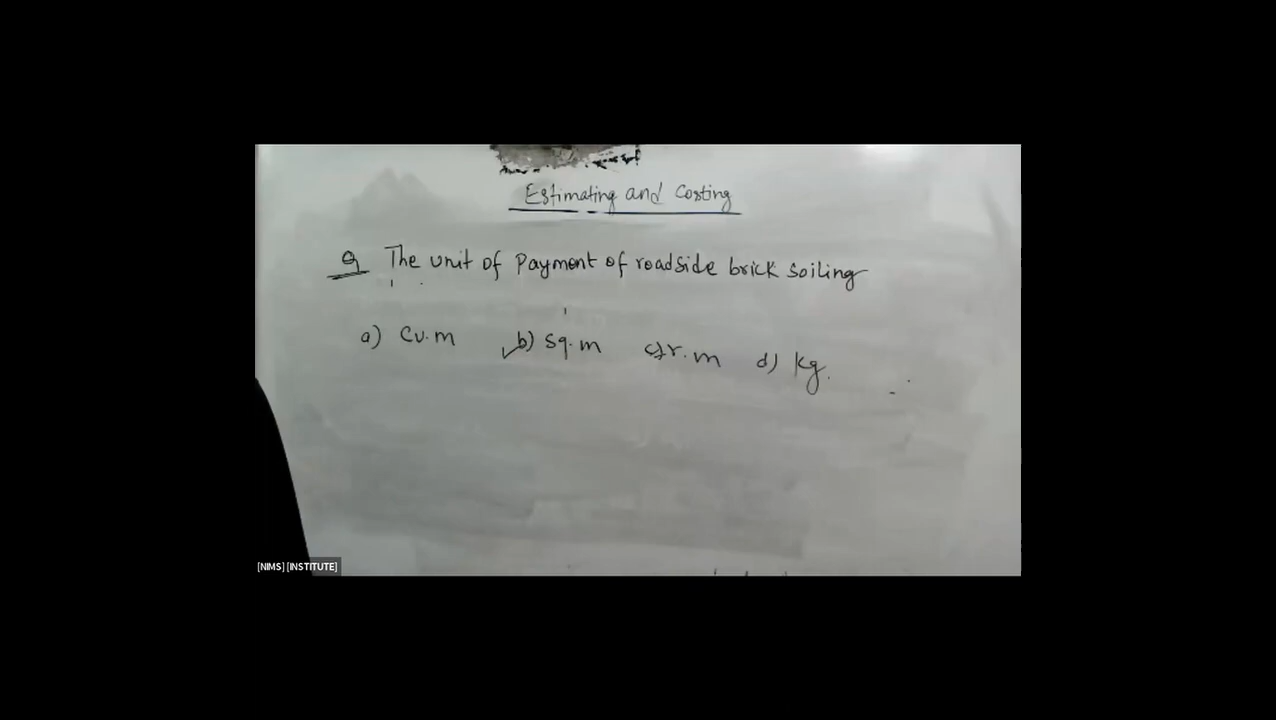 Estimating and Costing
Q The unit of Payment of roadside brick soiling
a) Cu.m b) Sq.m c) r.m d) kg.
[NIMS] [INSTITUTE]